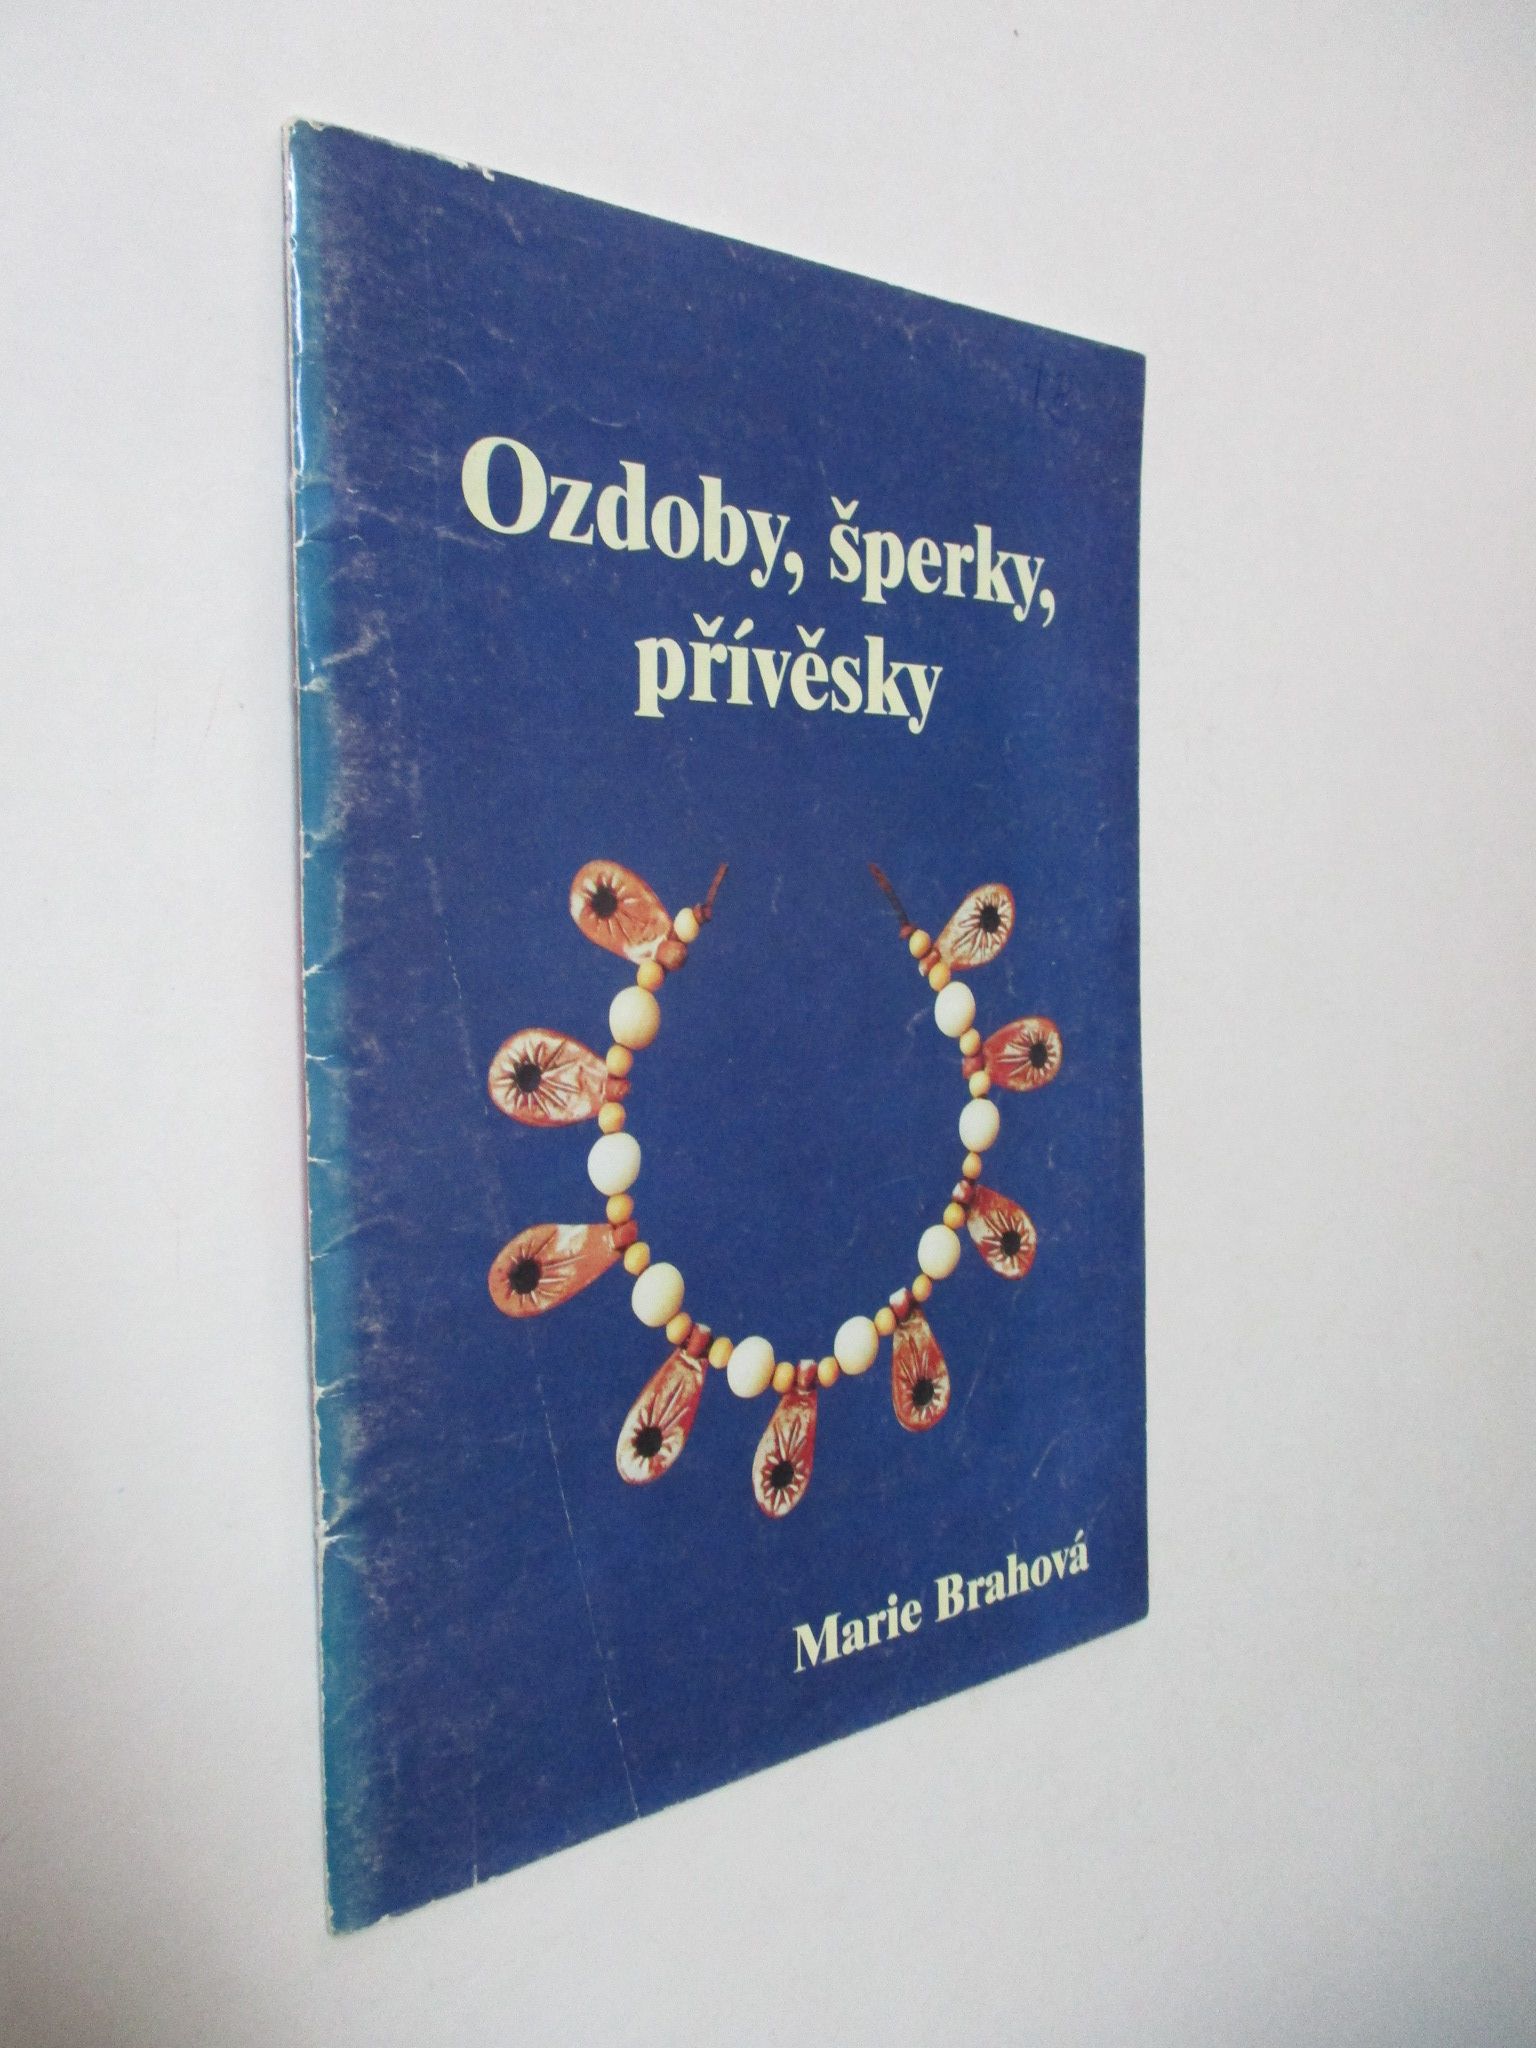 Ozdoby, šperky,
přívěsky
Marie Brahová